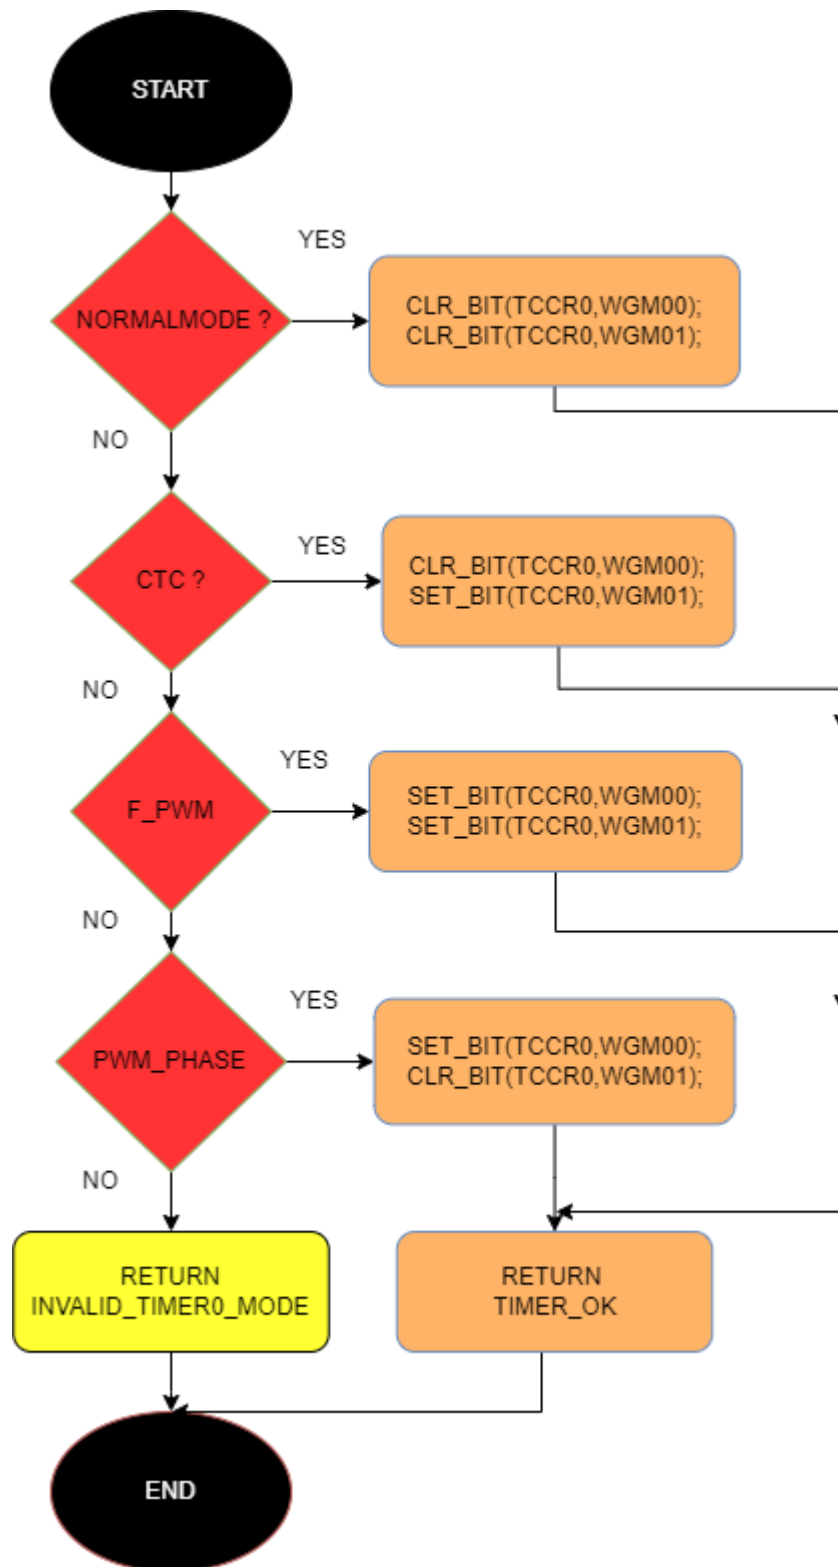 START
NORMALMODE ?
YES
CLR_BIT(TCCR0,WGM00);
CLR_BIT(TCCR0,WGM01);
NO
CTC ?
YES
CLR_BIT(TCCR0,WGM00);
SET_BIT(TCCR0,WGM01);
NO
F_PWM
YES
SET_BIT(TCCR0,WGM00);
SET_BIT(TCCR0,WGM01);
NO
PWM_PHASE
YES
SET_BIT(TCCR0,WGM00);
CLR_BIT(TCCR0,WGM01);
NO
RETURN
INVALID_TIMER0_MODE
RETURN
TIMER_OK
END